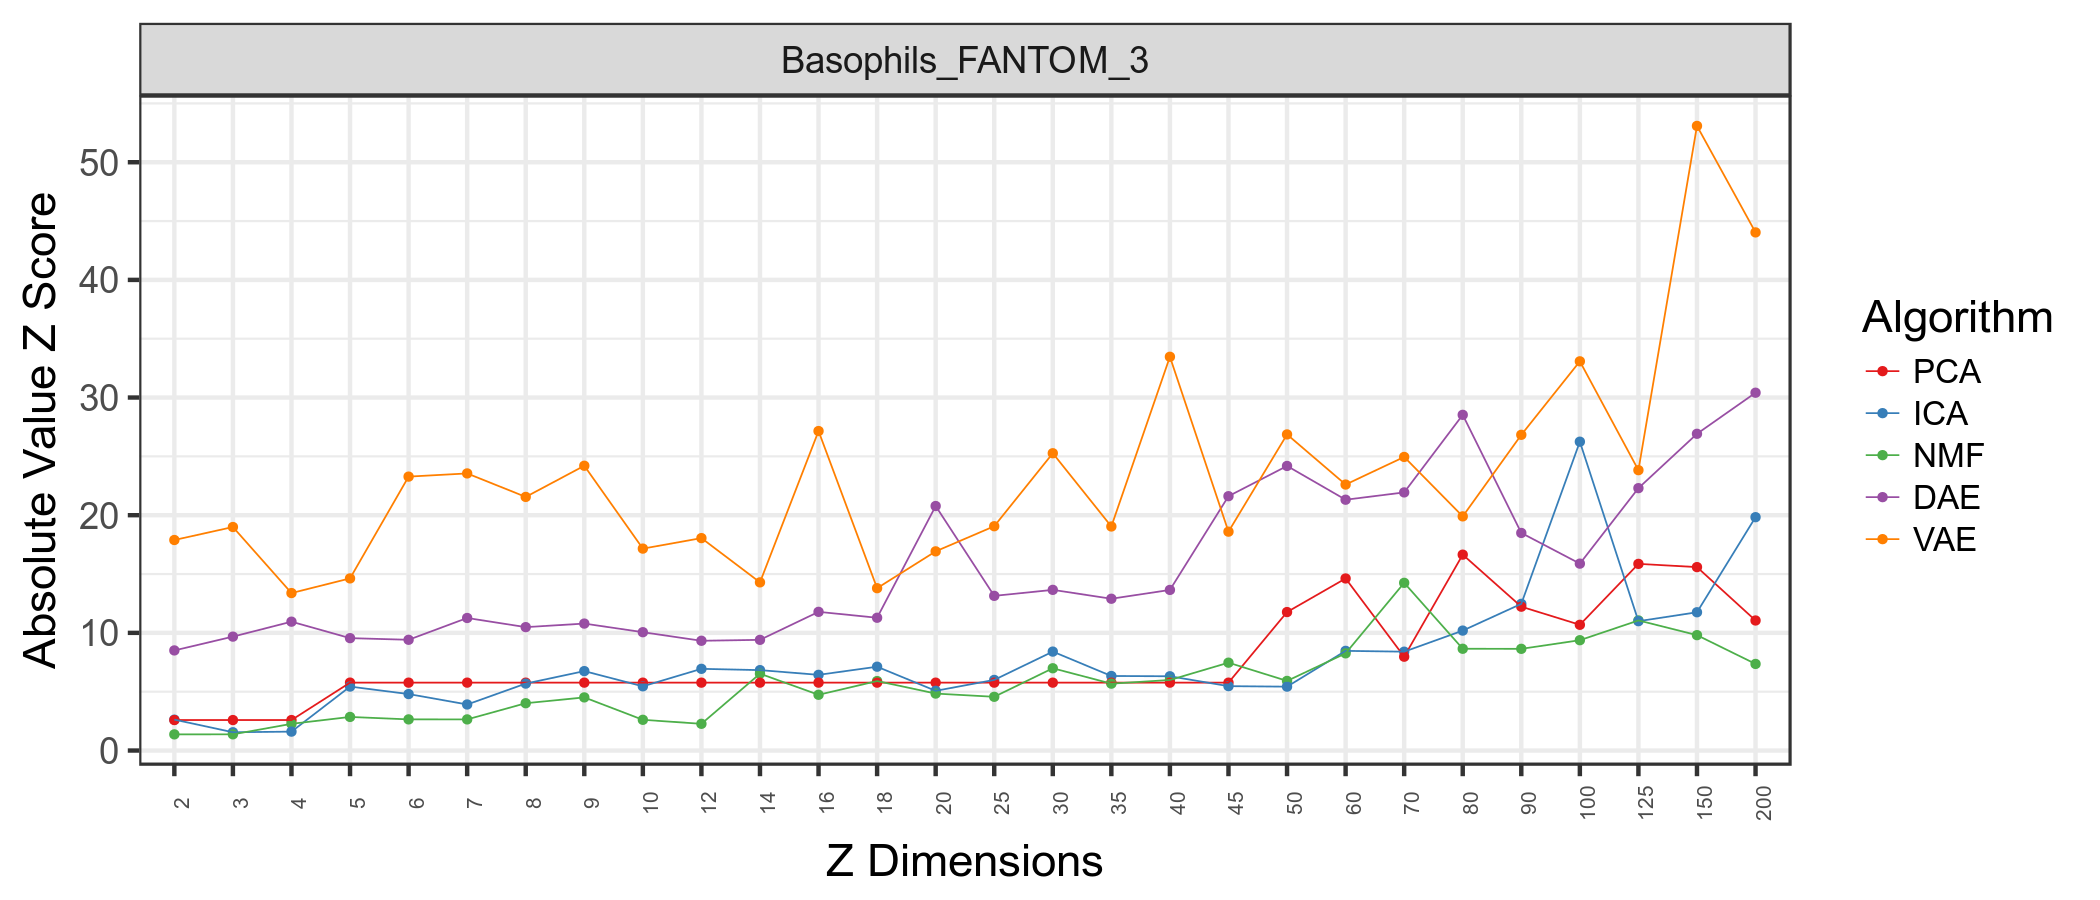 Basophils_FANTOM_3
Absolute Value Z Score
50
40
30
20
10
0
2 3 4 5 6 7 8 9 10 12 14 16 18 20 25 30 35 40 45 50 60 70 80 90 100 125 150 200
Z Dimensions
Algorithm
PCA
ICA
NMF
DAE
VAE